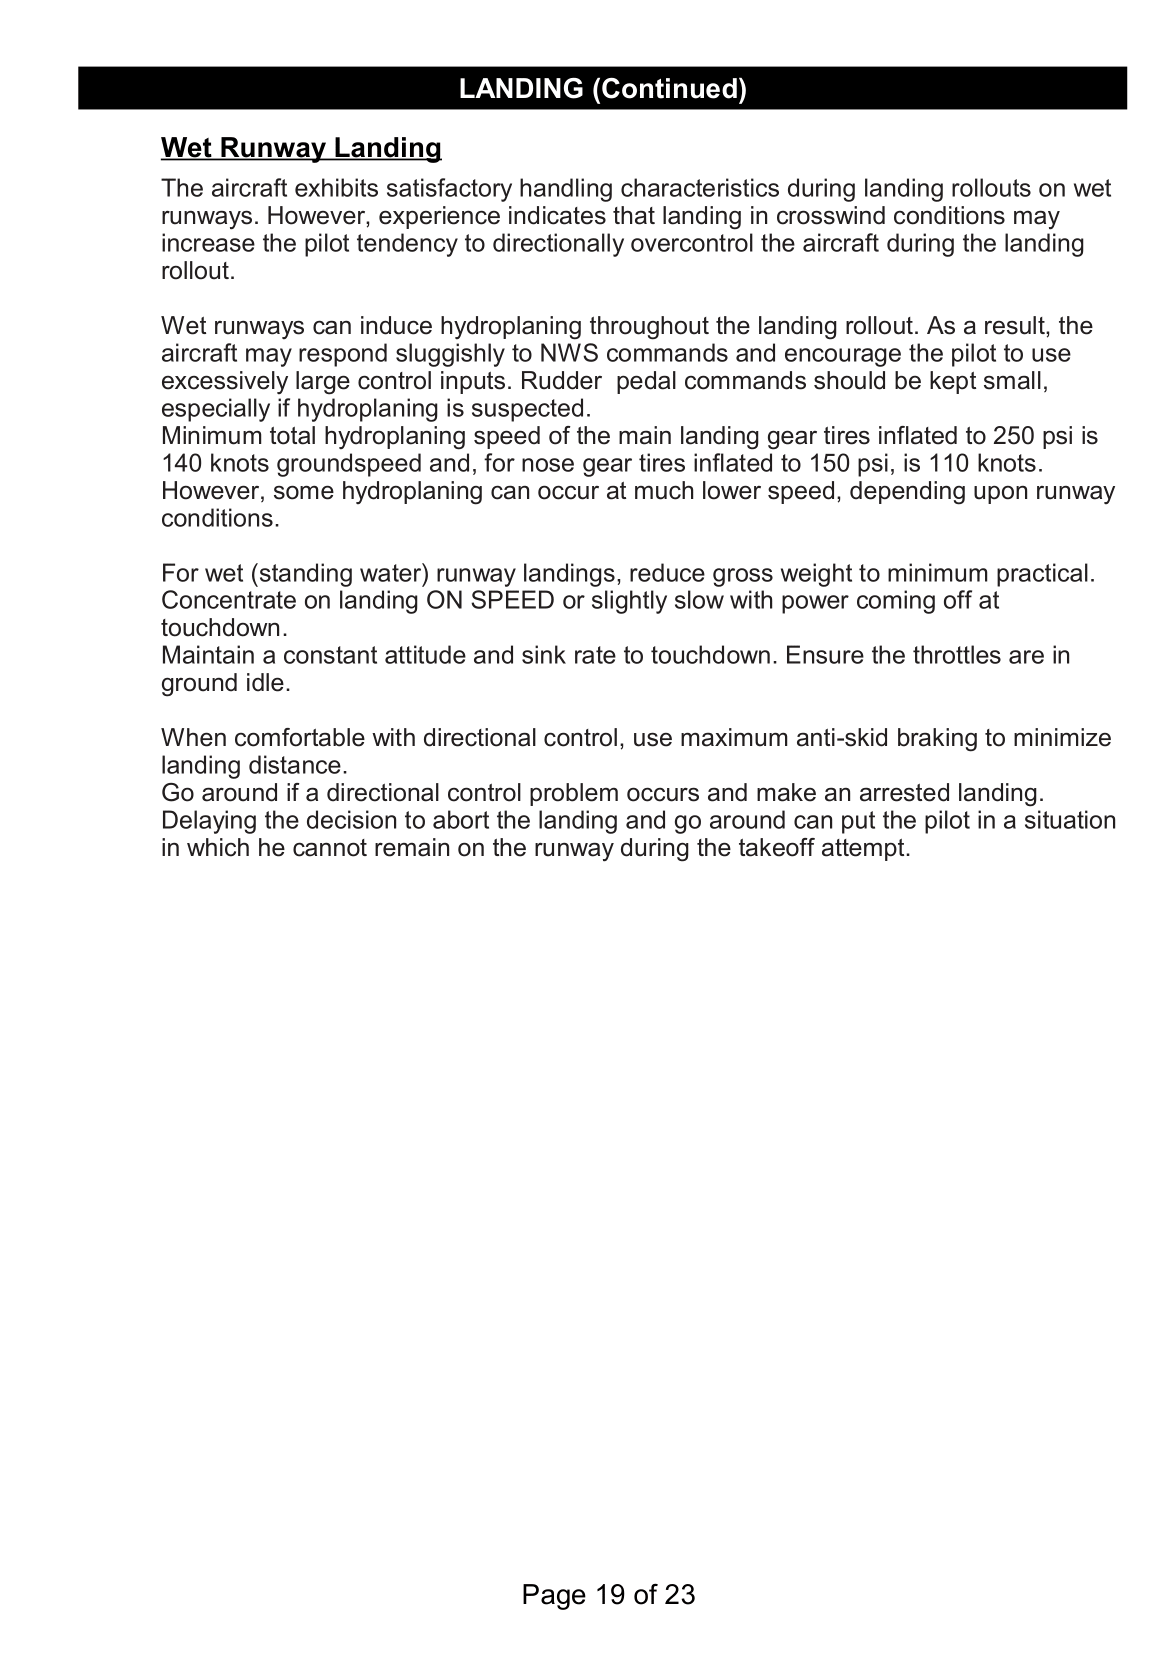 LANDING (Continued)
Wet Runway Landing
The aircraft exhibits satisfactory handling characteristics during landing rollouts on wet
runways. However, experience indicates that landing in crosswind conditions may
increase the pilot tendency to directionally overcontrol the aircraft during the landing
rollout.
Wet runways can induce hydroplaning throughout the landing rollout. As a result, the
aircraft may respond sluggishly to NWS commands and encourage the pilot to use
excessively large control inputs. Rudder  pedal commands should be kept small,
especially if hydroplaning is suspected.
Minimum total hydroplaning speed of the main landing gear tires inflated to 250 psi is
140 knots groundspeed and, for nose gear tires inflated to 150 psi, is 110 knots.
However, some hydroplaning can occur at much lower speed, depending upon runway
conditions.
For wet (standing water) runway landings, reduce gross weight to minimum practical.
Concentrate on landing ON SPEED or slightly slow with power coming off at
touchdown.
Maintain a constant attitude and sink rate to touchdown. Ensure the throttles are in
ground idle.
When comfortable with directional control, use maximum anti-skid braking to minimize
landing distance.
Go around if a directional control problem occurs and make an arrested landing.
Delaying the decision to abort the landing and go around can put the pilot in a situation
in which he cannot remain on the runway during the takeoff attempt.
Page 19 of 23